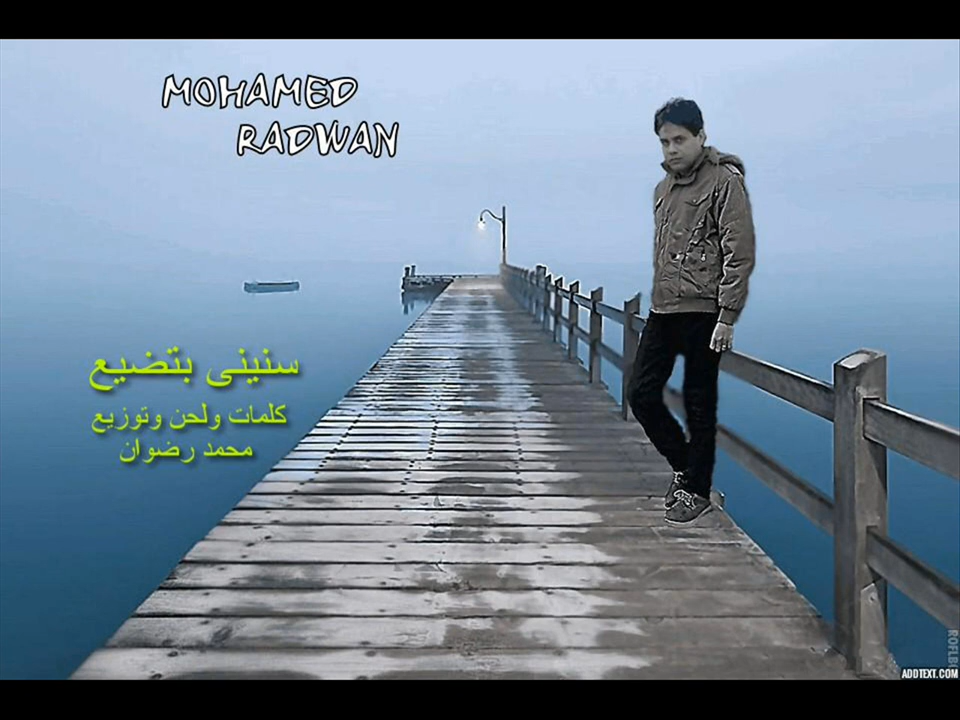 MOHAMED
RADWAN
سنينى بتضيع
كلمات ولحن وتوزيع
محمد رضوان
ADDTEXT.COM